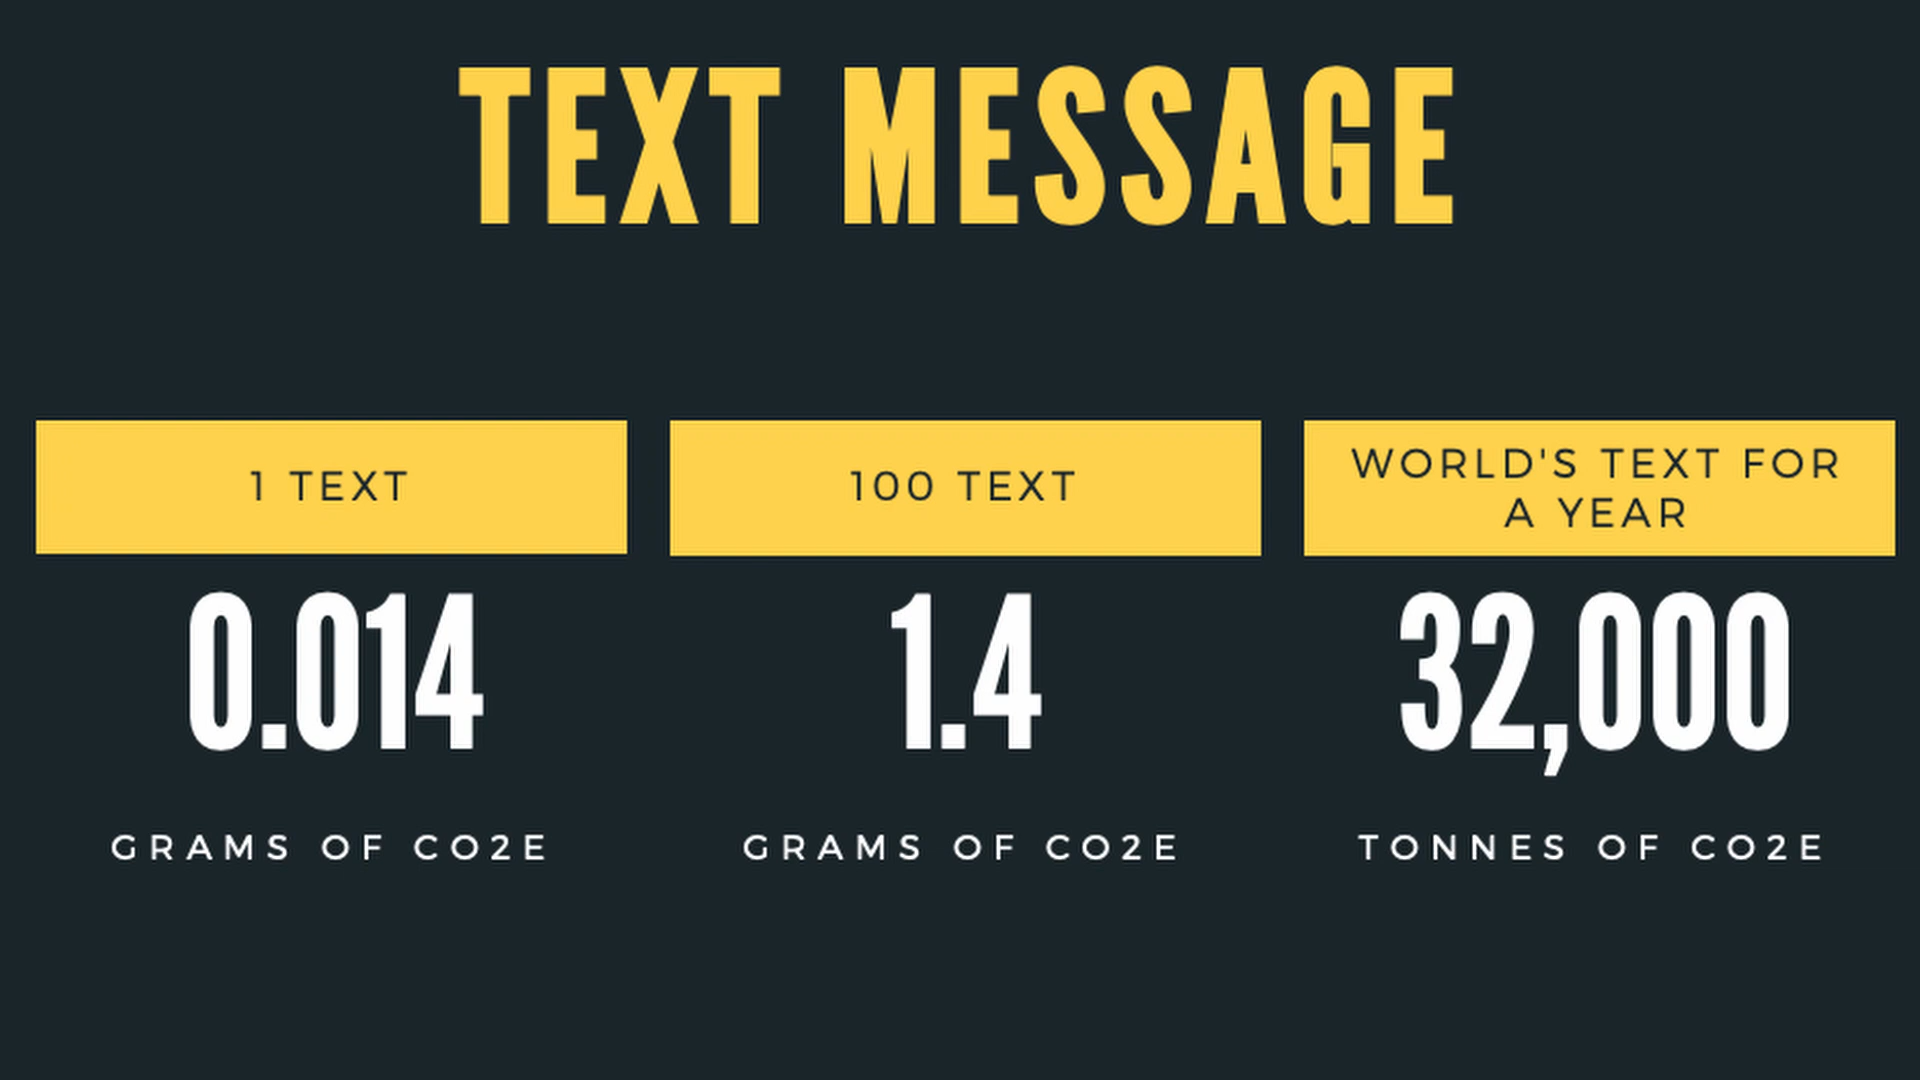 TEXT MESSAGE
1 TEXT
0.014
GRAMS OF CO2E
100 TEXT
1.4
GRAMS OF CO2E
WORLD'S TEXT FOR
A YEAR
32,000
TONNES OF CO2E